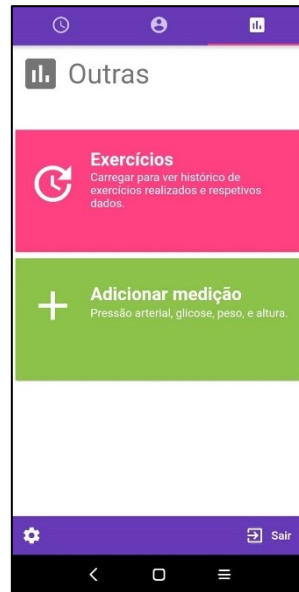 Outras
Exercícios
Carregar para ver histórico de
exercícios realizados e respetivos
dados.
Adicionar medição
Pressão arterial, glicose, peso, e altura.
Sair